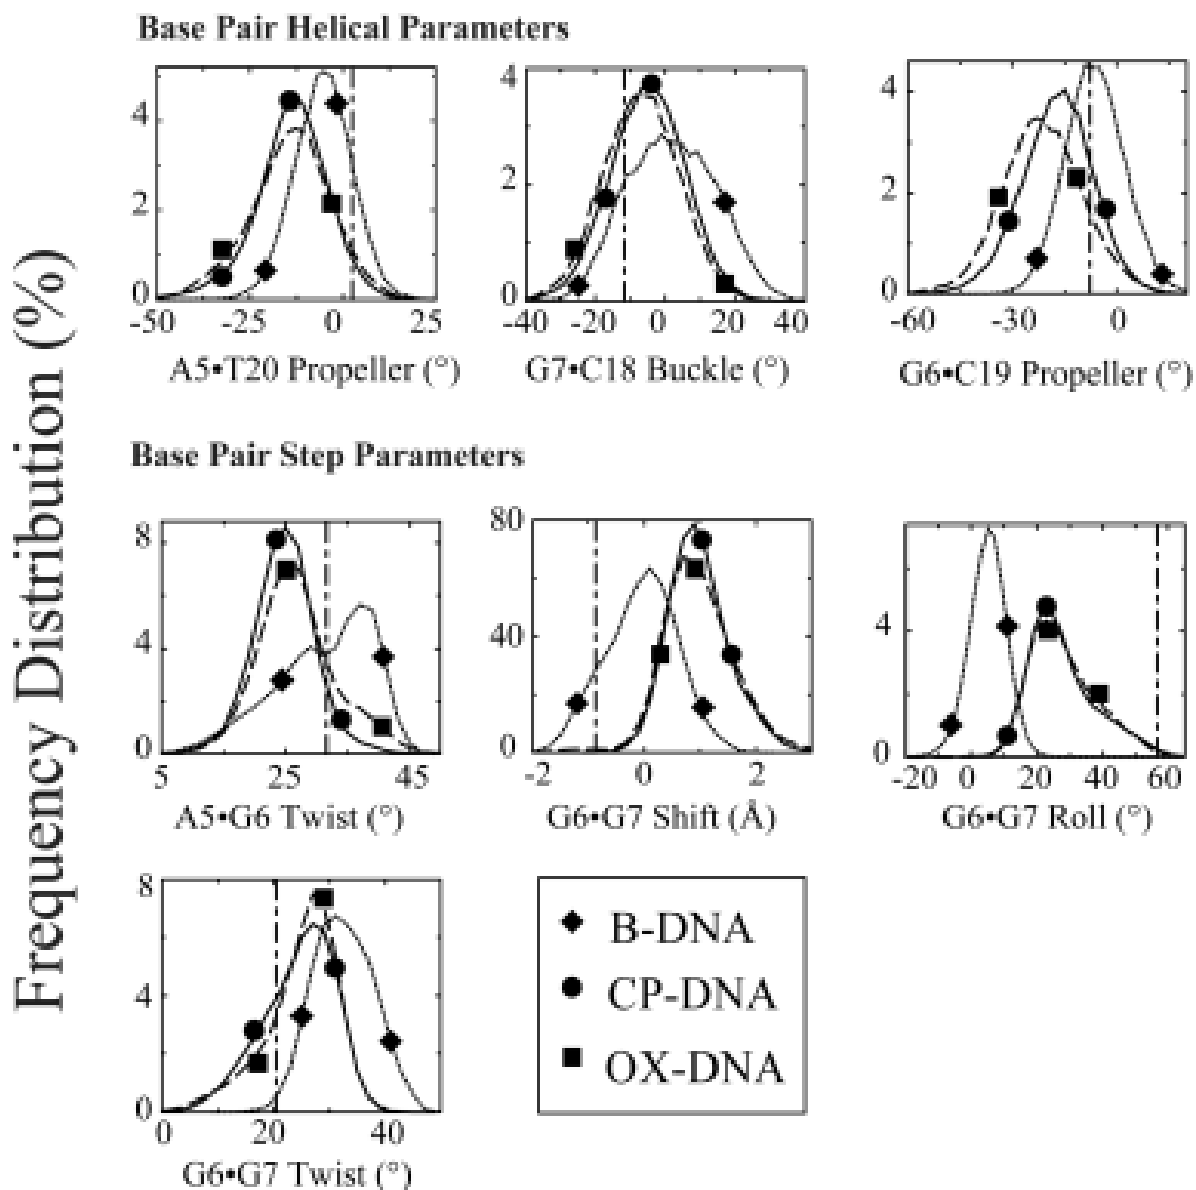 Base Pair Helical Parameters
Frequency Distribution (%)
4
2
0
-50 -25 0 25
A5•T20 Propeller (°)
4
2
0
-40 -20 0 20 40
G7•C18 Buckle (°)
4
2
0
-60 -30 0
G6•C19 Propeller (°)
Base Pair Step Parameters
8
4
0
5 25 45
A5•G6 Twist (°)
80
40
0
-2 0 2
G6•G7 Shift (Å)
4
0
-20 0 20 40 60
G6•G7 Roll (°)
8
4
0
0 20 40
G6•G7 Twist (°)
B-DNA
CP-DNA
OX-DNA